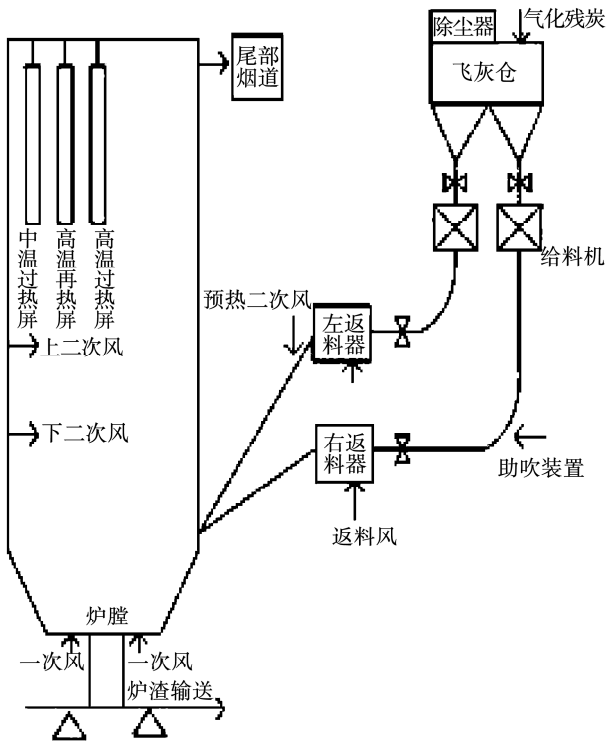 除尘器
气化残炭
尾部
烟道
飞灰仓
中温过热屏
高温再热屏
高温过热屏
给料机
预热二次风
左返
料器
上二次风
下二次风
右返
料器
助吹装置
返料风
炉膛
一次风
一次风
炉渣输送